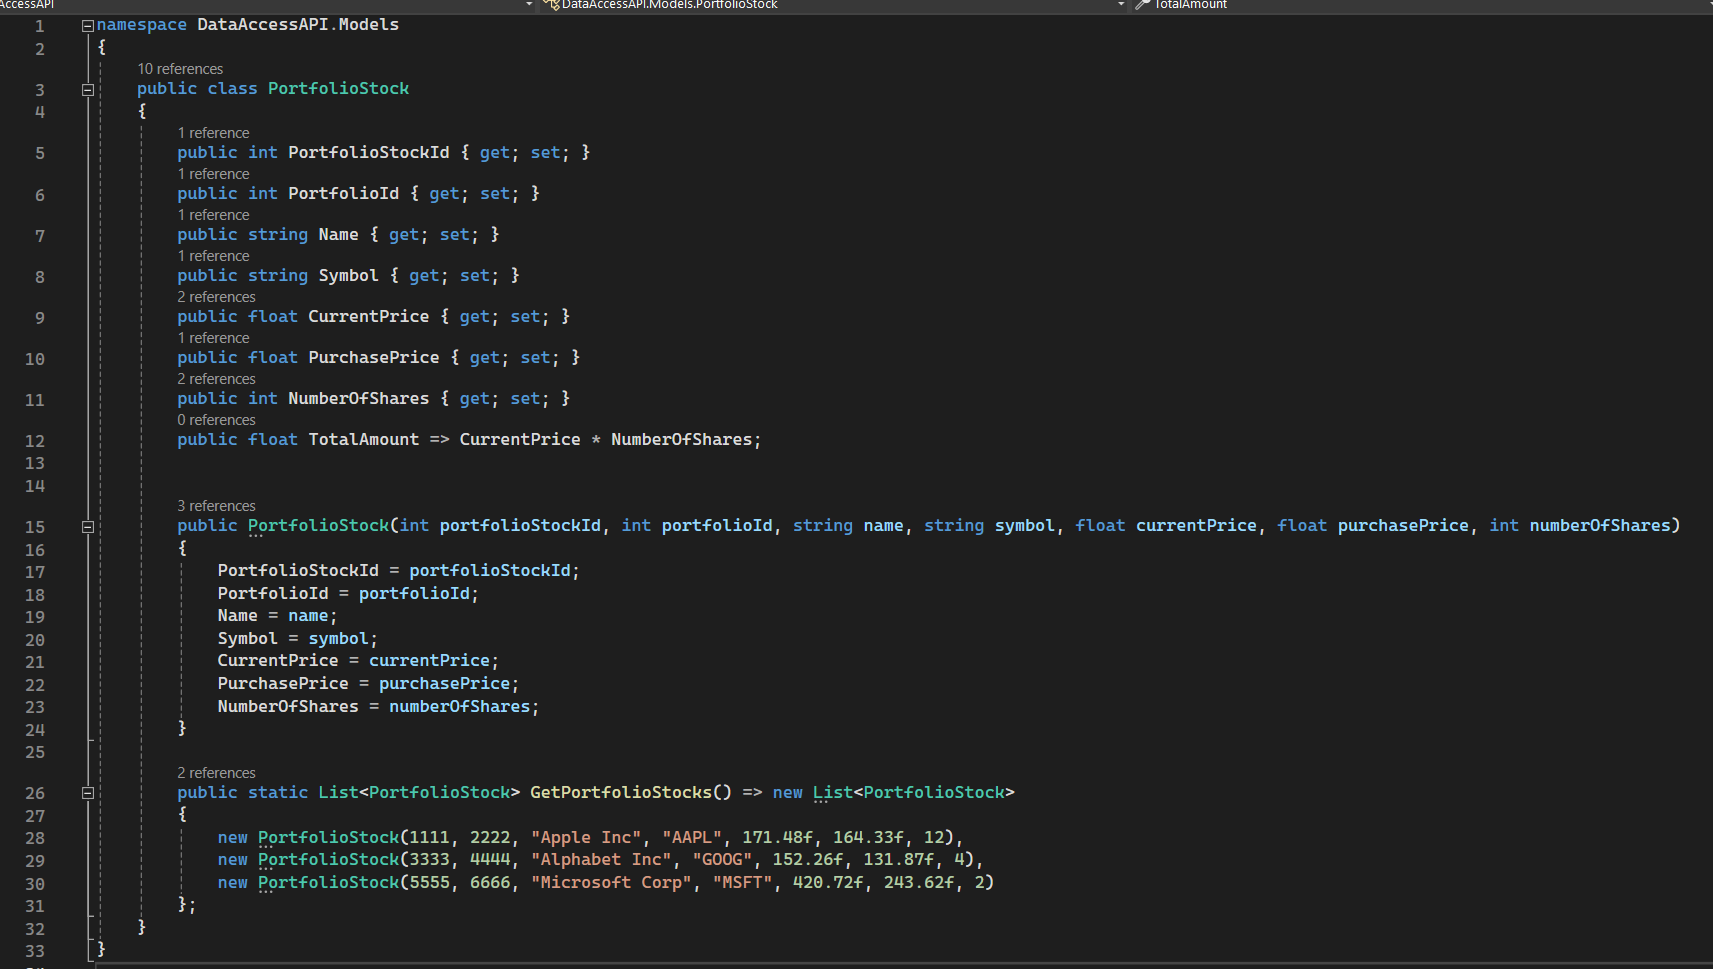 AccessAPI DataAccessAPI.Models.PortfolioStock TotalAmount
1 namespace DataAccessAPI.Models
2 {
10 references
3 public class PortfolioStock
4 {
1 reference
5 public int PortfolioStockId { get; set; }
1 reference
6 public int PortfolioId { get; set; }
1 reference
7 public string Name { get; set; }
1 reference
8 public string Symbol { get; set; }
2 references
9 public float CurrentPrice { get; set; }
1 reference
10 public float PurchasePrice { get; set; }
2 references
11 public int NumberOfShares { get; set; }
0 references
12 public float TotalAmount => CurrentPrice * NumberOfShares;
13
14
3 references
15 public PortfolioStock(int portfolioStockId, int portfolioId, string name, string symbol, float currentPrice, float purchasePrice, int numberOfShares)
16 {
17 PortfolioStockId = portfolioStockId;
18 PortfolioId = portfolioId;
19 Name = name;
20 Symbol = symbol;
21 CurrentPrice = currentPrice;
22 PurchasePrice = purchasePrice;
23 NumberOfShares = numberOfShares;
24 }
25
2 references
26 public static List<PortfolioStock> GetPortfolioStocks() => new List<PortfolioStock>
27 {
28 new PortfolioStock(1111, 2222, "Apple Inc", "AAPL", 171.48f, 164.33f, 12),
29 new PortfolioStock(3333, 4444, "Alphabet Inc", "GOOG", 152.26f, 131.87f, 4),
30 new PortfolioStock(5555, 6666, "Microsoft Corp", "MSFT", 420.72f, 243.62f, 2)
31 };
32 }
33 }